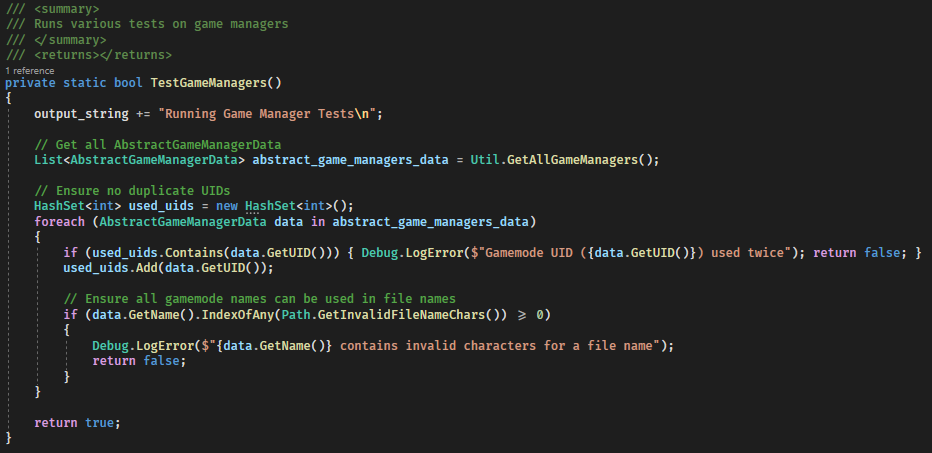 /// <summary>
/// Runs various tests on game managers
/// </summary>
/// <returns></returns>
1 reference
private static bool TestGameManagers()
{
    output_string += "Running Game Manager Tests\n";

    // Get all AbstractGameManagerData
    List<AbstractGameManagerData> abstract_game_managers_data = Util.GetAllGameManagers();

    // Ensure no duplicate UIDs
    HashSet<int> used_uids = new HashSet<int>();
    foreach (AbstractGameManagerData data in abstract_game_managers_data)
    {
        if (used_uids.Contains(data.GetUID())) { Debug.LogError($"Gamemode UID ({data.GetUID()}) used twice"); return false; }
        used_uids.Add(data.GetUID());

        // Ensure all gamemode names can be used in file names
        if (data.GetName().IndexOfAny(Path.GetInvalidFileNameChars()) >= 0)
        {
            Debug.LogError($"{data.GetName()} contains invalid characters for a file name");
            return false;
        }
    }

    return true;
}